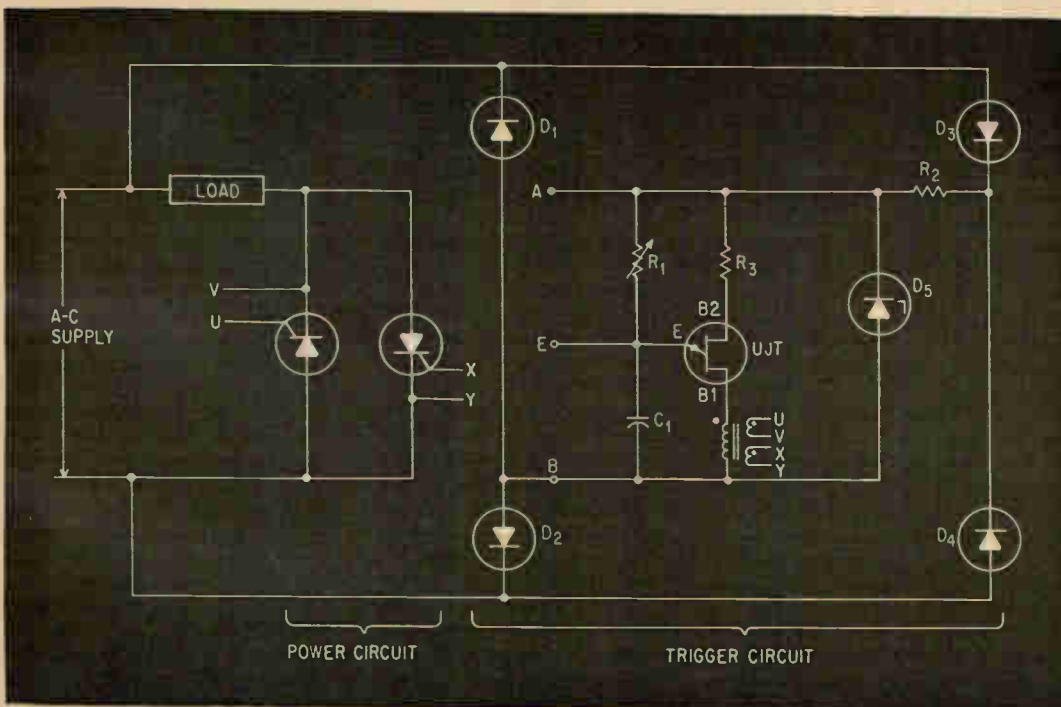 D1
D3
LOAD
A
R2
V
R1
R3
D5
A-C
SUPPLY
U
B2
E
E
UJT
X
B1
Y
C1
U
V
X
Y
B
D2
D4
POWER CIRCUIT
TRIGGER CIRCUIT